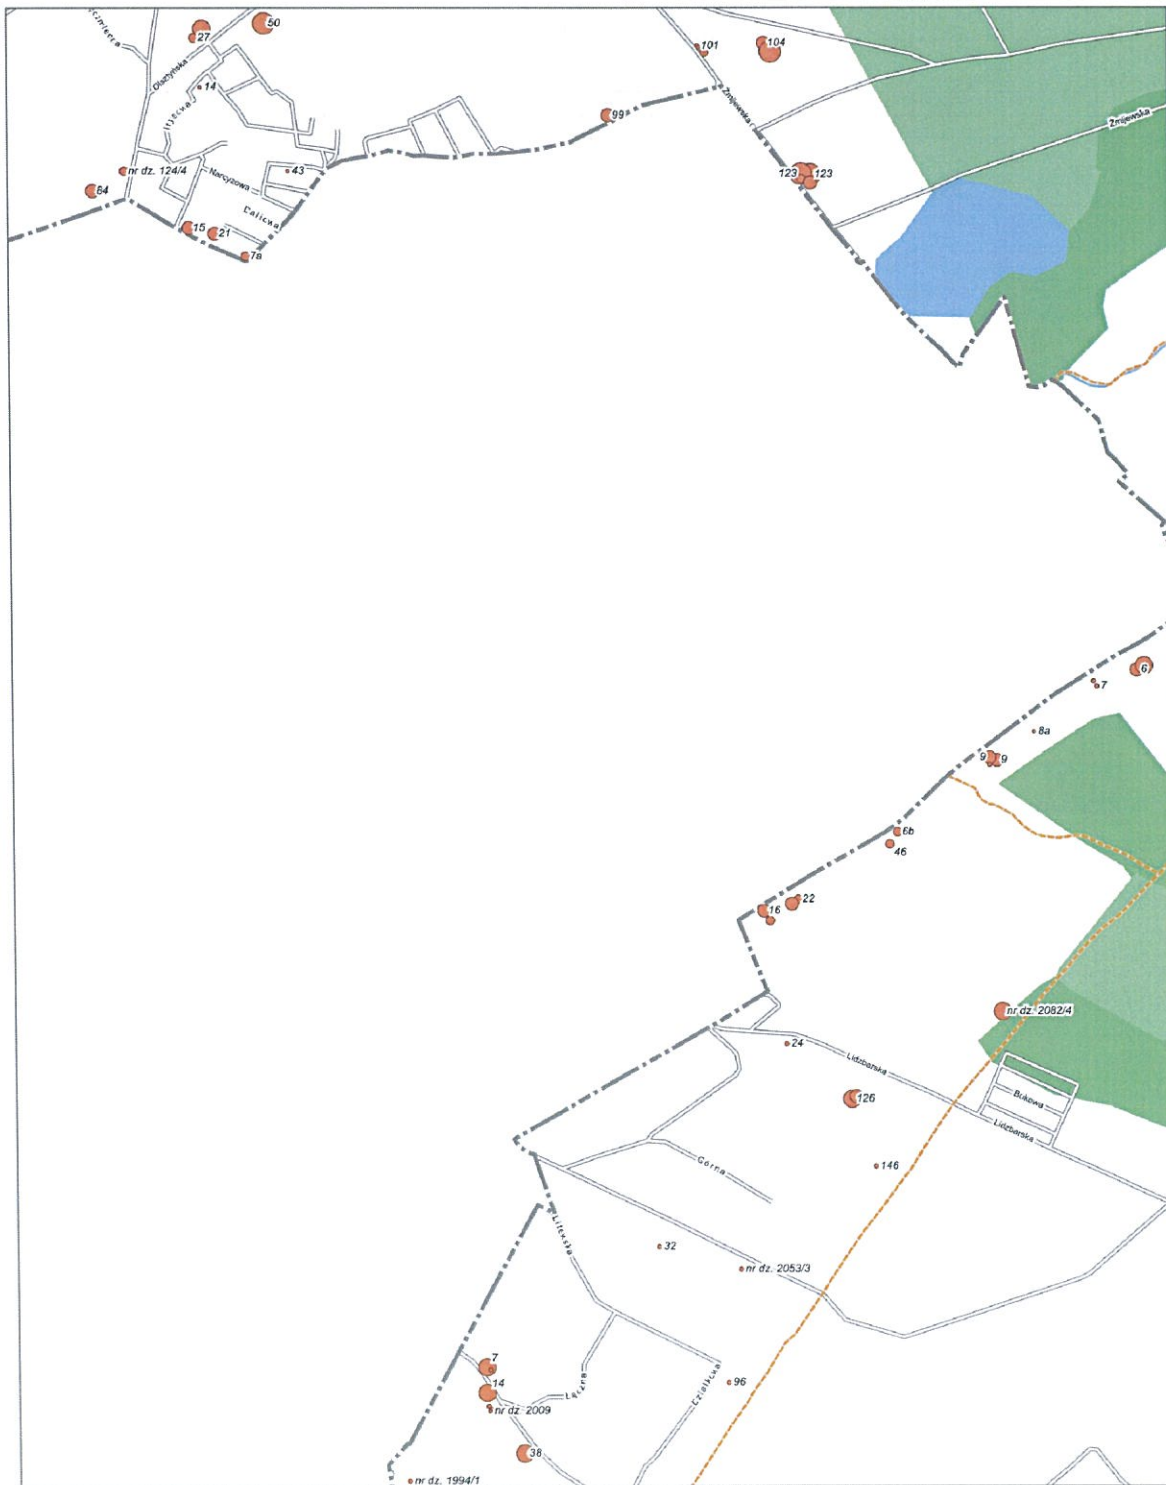 50
27
Olsztyńska
14
101
104
99
Żmijewska
Żmijewska
nr dz. 124/4
84
43
Narcyzowa
123
123
15
21
7a
6
7
8a
9
9
6b
46
22
16
nr dz. 2082/4
24
Lidzbarska
126
Bukowa
Lidzbarska
146
Górna
32
nr dz. 2053/3
7
14
Łączna
96
nr dz. 2009
38
nr dz. 1994/1